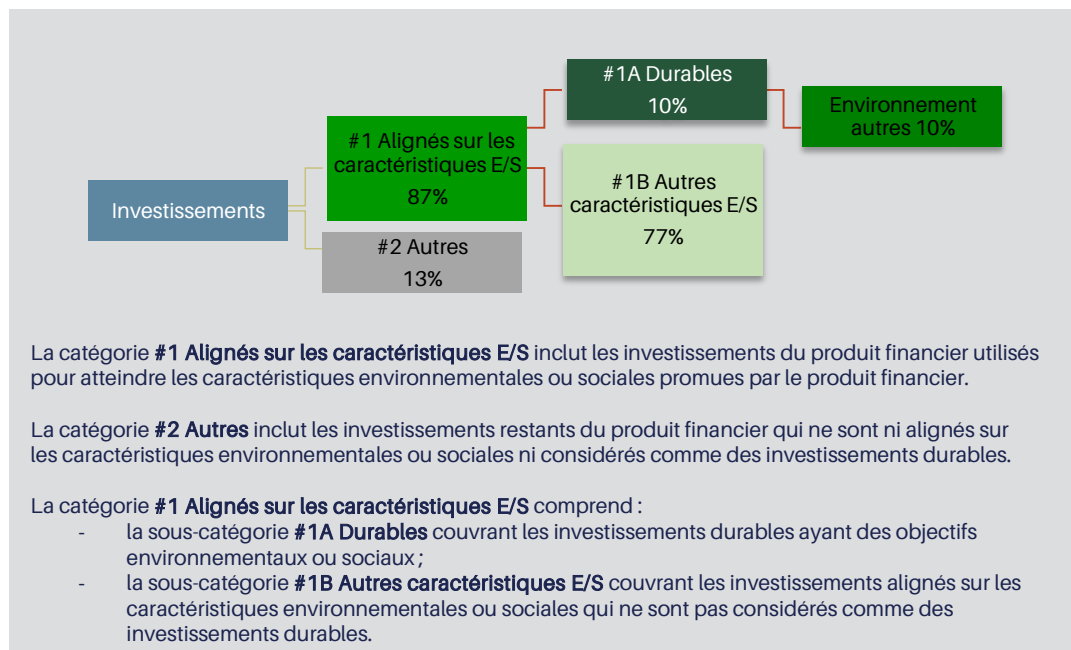 #1A Durables
10%
Environnement
autres 10%
#1 Alignés sur les
caractéristiques E/S
87%
#1B Autres
caractéristiques E/S
77%
Investissements
#2 Autres
13%
La catégorie #1 Alignés sur les caractéristiques E/S inclut les investissements du produit financier utilisés
pour atteindre les caractéristiques environnementales ou sociales promues par le produit financier.
La catégorie #2 Autres inclut les investissements restants du produit financier qui ne sont ni alignés sur
les caractéristiques environnementales ou sociales ni considérés comme des investissements durables.
La catégorie #1 Alignés sur les caractéristiques E/S comprend :
- la sous-catégorie #1A Durables couvrant les investissements durables ayant des objectifs
environnementaux ou sociaux ;
- la sous-catégorie #1B Autres caractéristiques E/S couvrant les investissements alignés sur les
caractéristiques environnementales ou sociales qui ne sont pas considérés comme des
investissements durables.